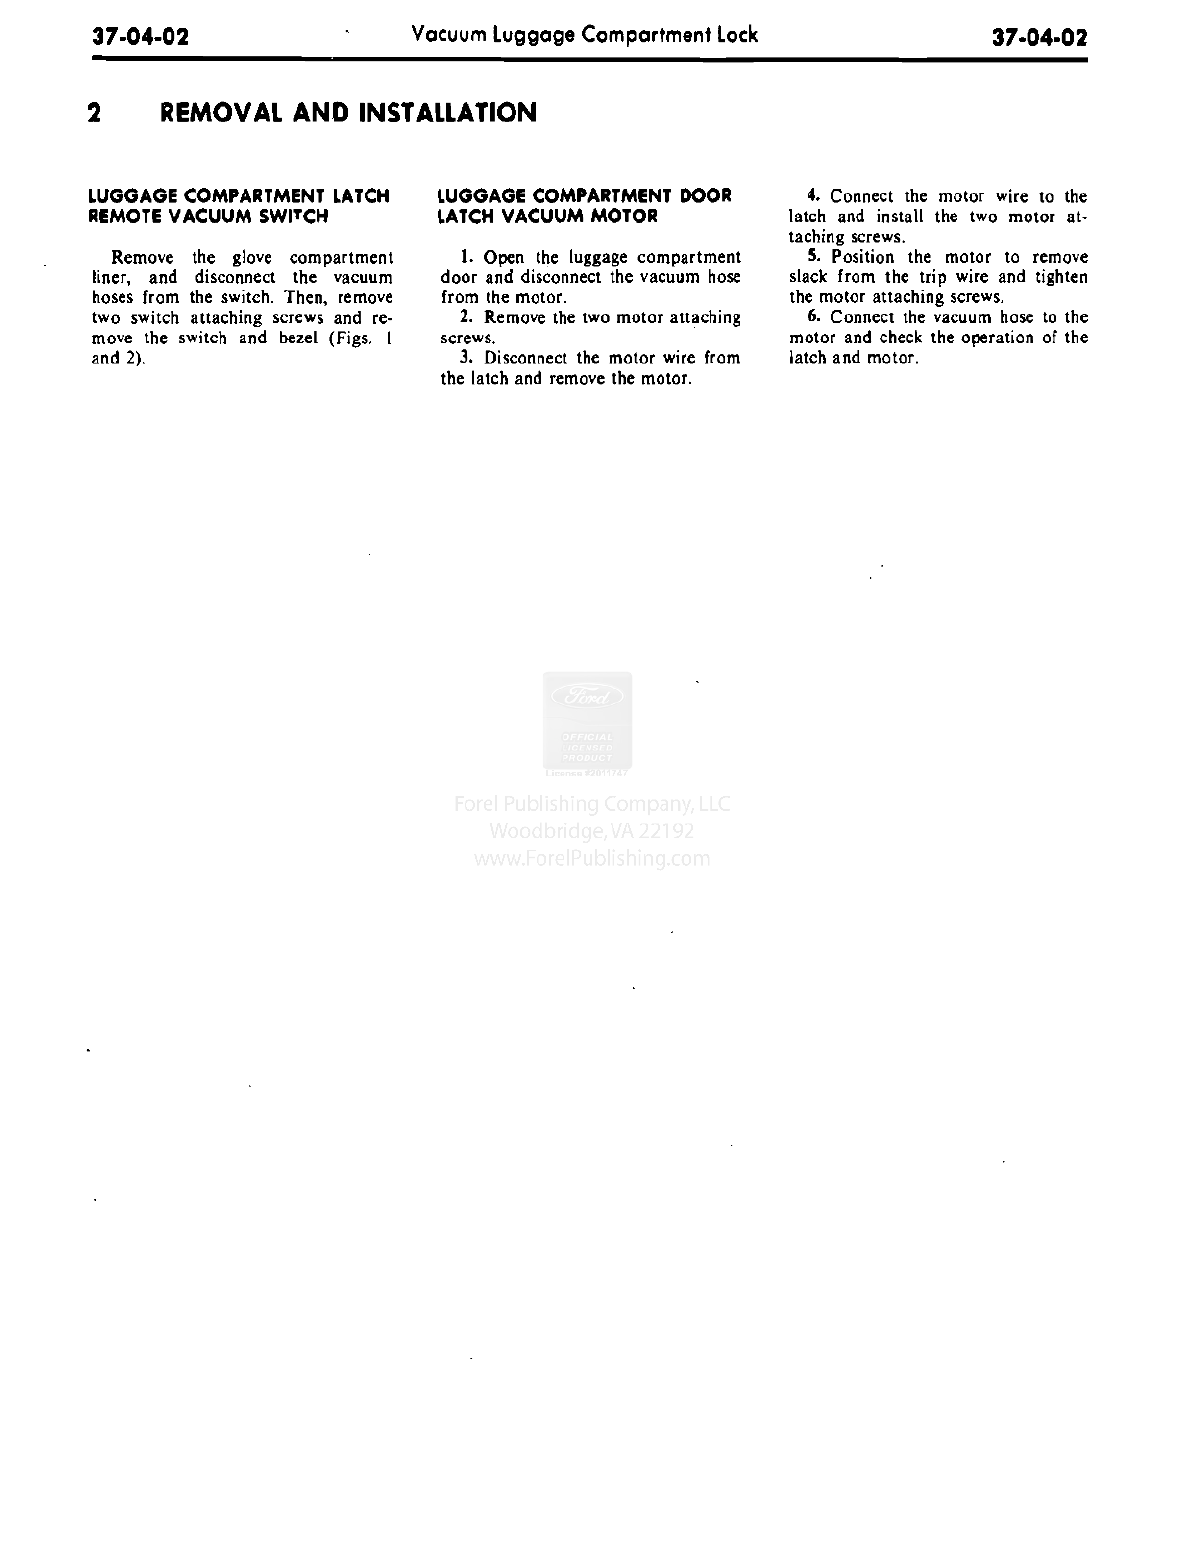 37-04-02 Vacuum Luggage Compartment Lock 37-04-02
2 REMOVAL AND INSTALLATION
LUGGAGE COMPARTMENT LATCH
REMOTE VACUUM SWITCH
Remove the glove compartment
liner, and disconnect the vacuum
hoses from the switch. Then, remove
two switch attaching screws and re-
move the switch and bezel (Figs. 1
and 2).
LUGGAGE COMPARTMENT DOOR
LATCH VACUUM MOTOR
1. Open the luggage compartment
door and disconnect the vacuum hose
from the motor.
2. Remove the two motor attaching
screws.
3. Disconnect the motor wire from
the latch and remove the motor.
4. Connect the motor wire to the
latch and install the two motor at-
taching screws.
5. Position the motor to remove
slack from the trip wire and tighten
the motor attaching screws.
6. Connect the vacuum hose to the
motor and check the operation of the
latch and motor.
Ford
OFFICIAL
LICENSED
PRODUCT
License #2011747
Forel Publishing Company, LLC
Woodbridge, VA 22192
www.ForelPublishing.com